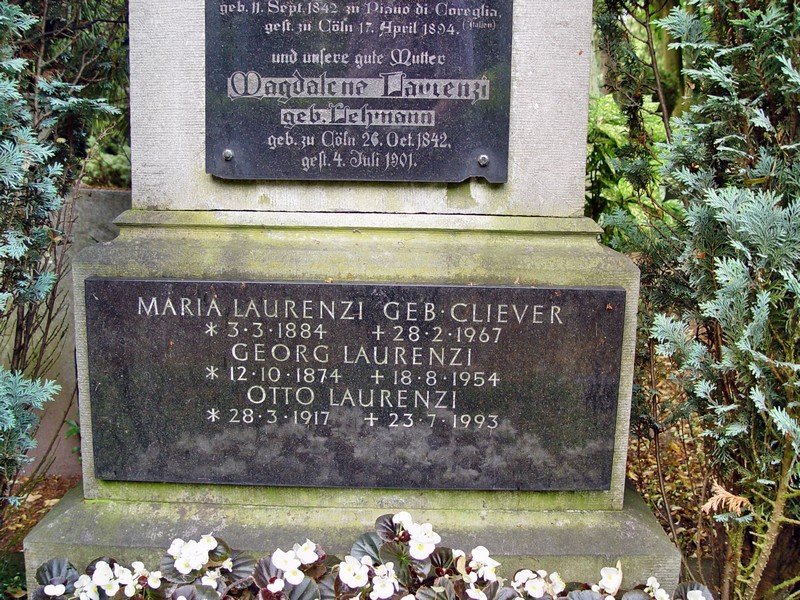 geb. 11. Sept. 1842 zu Piano di Coreglia,
(Italien)
gest. zu Cöln 17. April 1894.
und unsere gute Mutter
Magdalena Laurenzi
geb. Lehmann
geb. zu Cöln 26. Oct. 1842,
gest. 4. Juli 1901.
MARIA LAURENZI GEB·CLIEVER
* 3·3·1884 +28·2·1967
GEORG LAURENZI
* 12·10·1874 +18·8·1954
OTTO LAURENZI
* 28·3·1917 +23·7·1993